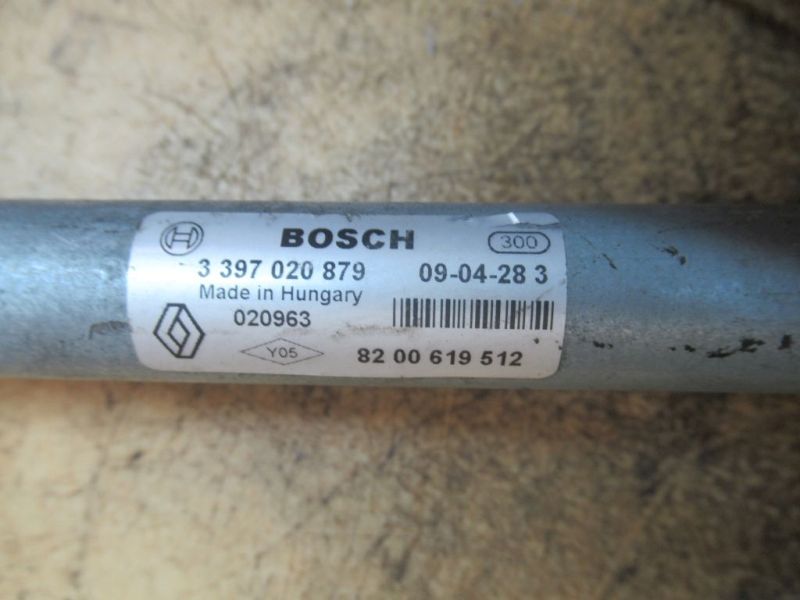 BOSCH 300
3 397 020 879 09-04-28 3
Made in Hungary
020963
Y05 82 00 619 512